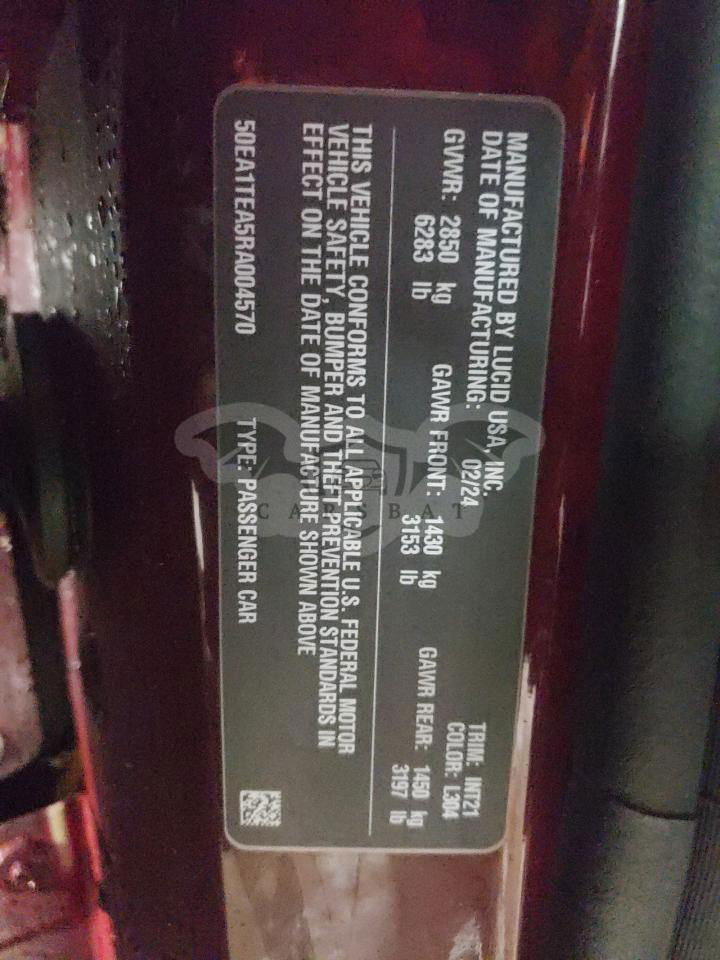 MANUFACTURED BY LUCID USA, INC.
DATE OF MANUFACTURING: 02/24
TRIM: INT21
COLOR: L304
GVWR: 2850 kg
6283 lb
GAWR FRONT: 1430 kg
3153 lb
GAWR REAR: 1450 kg
3197 lb
THIS VEHICLE CONFORMS TO ALL APPLICABLE U.S. FEDERAL MOTOR
VEHICLE SAFETY, BUMPER AND THEFT PREVENTION STANDARDS IN
EFFECT ON THE DATE OF MANUFACTURE SHOWN ABOVE
50EA1TEA5RA004570 TYPE: PASSENGER CAR
CARSBAT